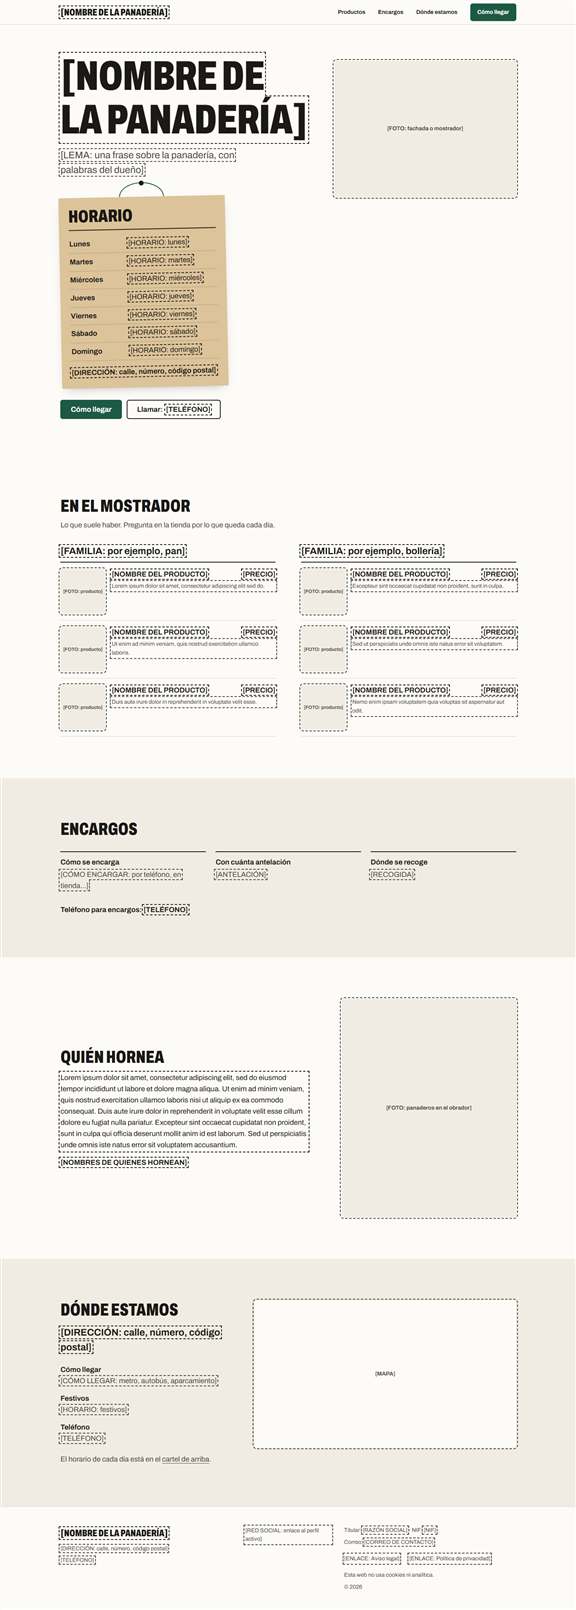 [NOMBRE DE LA PANADERÍA]
Productos
Encargos
Dónde estamos
Cómo llegar
[NOMBRE DE
LA PANADERÍA]
[LEMA: una frase sobre la panadería, con
palabras del dueño]
[FOTO: fachada o mostrador]
HORARIO
Lunes [HORARIO: lunes]
Martes [HORARIO: martes]
Miércoles [HORARIO: miércoles]
Jueves [HORARIO: jueves]
Viernes [HORARIO: viernes]
Sábado [HORARIO: sábado]
Domingo [HORARIO: domingo]
[DIRECCIÓN: calle, número, código postal]
Cómo llegar
Llamar: [TELÉFONO]
EN EL MOSTRADOR
Lo que suele haber. Pregunta en la tienda por lo que queda cada día.
[FAMILIA: por ejemplo, pan]
[FOTO: producto]
[NOMBRE DEL PRODUCTO] [PRECIO]
Lorem ipsum dolor sit amet, consectetur adipiscing elit sed do.
[FOTO: producto]
[NOMBRE DEL PRODUCTO] [PRECIO]
Ut enim ad minim veniam, quis nostrud exercitation ullamco
laboris.
[FOTO: producto]
[NOMBRE DEL PRODUCTO] [PRECIO]
Duis aute irure dolor in reprehenderit in voluptate velit esse.
[FAMILIA: por ejemplo, bollería]
[FOTO: producto]
[NOMBRE DEL PRODUCTO] [PRECIO]
Excepteur sint occaecat cupidatat non proident, sunt in culpa.
[FOTO: producto]
[NOMBRE DEL PRODUCTO] [PRECIO]
Sed ut perspiciatis unde omnis iste natus error sit voluptatem.
[FOTO: producto]
[NOMBRE DEL PRODUCTO] [PRECIO]
Nemo enim ipsam voluptatem quia voluptas sit aspernatur aut
odit.
ENCARGOS
Cómo se encarga
[CÓMO ENCARGAR: por teléfono, en
tienda...]
Con cuánta antelación
[ANTELACIÓN]
Dónde se recoge
[RECOGIDA]
Teléfono para encargos: [TELÉFONO]
QUIÉN HORNEA
Lorem ipsum dolor sit amet, consectetur adipiscing elit, sed do eiusmod
tempor incididunt ut labore et dolore magna aliqua. Ut enim ad minim veniam,
quis nostrud exercitation ullamco laboris nisi ut aliquip ex ea commodo
consequat. Duis aute irure dolor in reprehenderit in voluptate velit esse cillum
dolore eu fugiat nulla pariatur. Excepteur sint occaecat cupidatat non proident,
sunt in culpa qui officia deserunt mollit anim id est laborum. Sed ut perspiciatis
unde omnis iste natus error sit voluptatem accusantium.
[NOMBRES DE QUIENES HORNEAN]
[FOTO: panaderos en el obrador]
DÓNDE ESTAMOS
[DIRECCIÓN: calle, número, código
postal]
Cómo llegar
[CÓMO LLEGAR: metro, autobús, aparcamiento]
Festivos
[HORARIO: festivos]
Teléfono
[TELÉFONO]
El horario de cada día está en el cartel de arriba.
[MAPA]
[NOMBRE DE LA PANADERÍA]
[DIRECCIÓN: calle, número, código postal]
[TELÉFONO]
[RED SOCIAL: enlace al perfil
activo]
Titular: [RAZÓN SOCIAL] · NIF [NIF]
Correo: [CORREO DE CONTACTO]
[ENLACE: Aviso legal] [ENLACE: Política de privacidad]
Esta web no usa cookies ni analítica.
© 2026